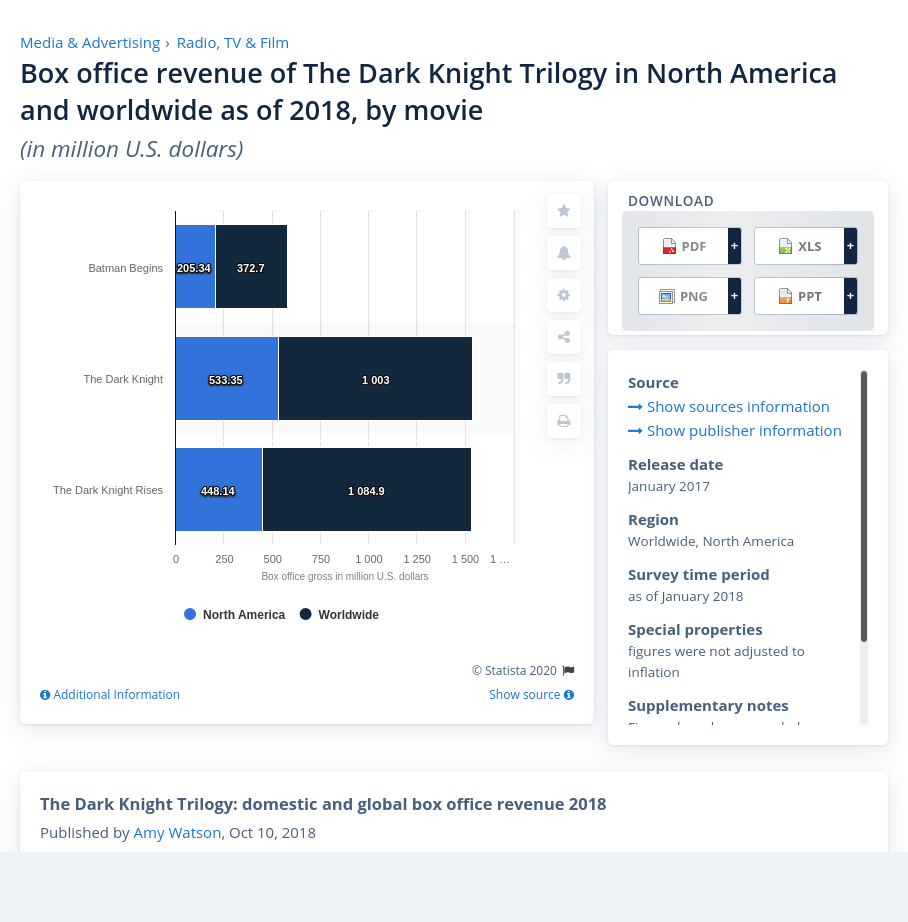 Media & Advertising › Radio, TV & Film
Box office revenue of The Dark Knight Trilogy in North America
and worldwide as of 2018, by movie
(in million U.S. dollars)
Batman Begins
205.34
372.7
The Dark Knight
533.35
1 003
The Dark Knight Rises
448.14
1 084.9
0 250 500 750 1 000 1 250 1 500 1 …
Box office gross in million U.S. dollars
North America Worldwide
© Statista 2020
Additional Information
Show source
DOWNLOAD
PDF + XLS +
PNG + PPT +
Source
Show sources information
Show publisher information
Release date
January 2017
Region
Worldwide, North America
Survey time period
as of January 2018
Special properties
figures were not adjusted to
inflation
Supplementary notes
The Dark Knight Trilogy: domestic and global box office revenue 2018
Published by Amy Watson, Oct 10, 2018